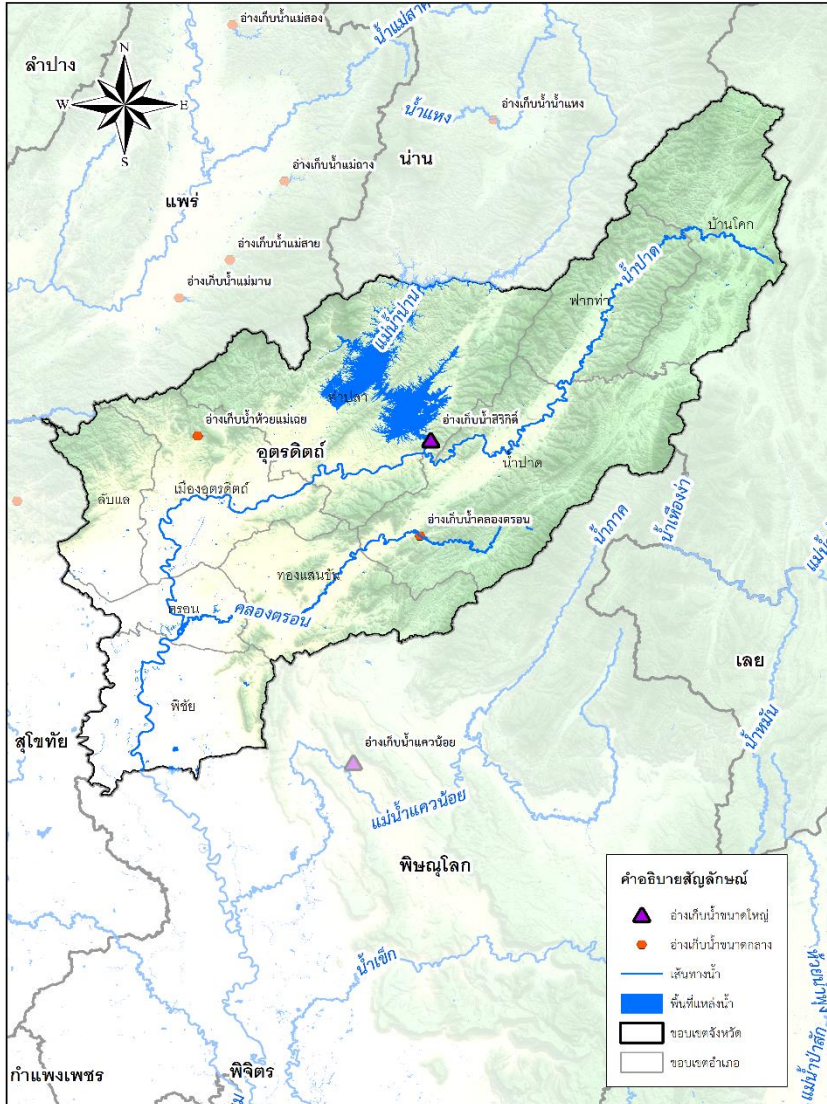 อ่างเก็บน้ำแม่สอง
น้ำแม่สาคร
ลำปาง
N
W
E
S
น้ำแหง
อ่างเก็บน้ำน้ำแหง
น่าน
อ่างเก็บน้ำแม่ถาง
แพร่
บ้านโคก
อ่างเก็บน้ำแม่สาย
น้ำปาด
อ่างเก็บน้ำแม่มาน
ฟากท่า
แม่น้ำน่าน
ท่าปลา
อ่างเก็บน้ำห้วยแม่เฉย
อ่างเก็บน้ำสิริกิติ์
อุตรดิตถ์
น้ำปาด
เมืองอุตรดิตถ์
ลับแล
อ่างเก็บน้ำคลองตรอน
น้ำภาค
น้ำเหืองง่า
ทองแสนขัน
ตรอน
คลองตรอน
เลย
พิชัย
น้ำหมัน
สุโขทัย
อ่างเก็บน้ำแควน้อย
แม่น้ำแควน้อย
พิษณุโลก
น้ำเข็ก
คำอธิบายสัญลักษณ์
อ่างเก็บน้ำขนาดใหญ่
อ่างเก็บน้ำขนาดกลาง
เส้นทางน้ำ
พื้นที่แหล่งน้ำ
ขอบเขตจังหวัด
ขอบเขตอำเภอ
กำแพงเพชร
พิจิตร
แม่น้ำป่าสัก